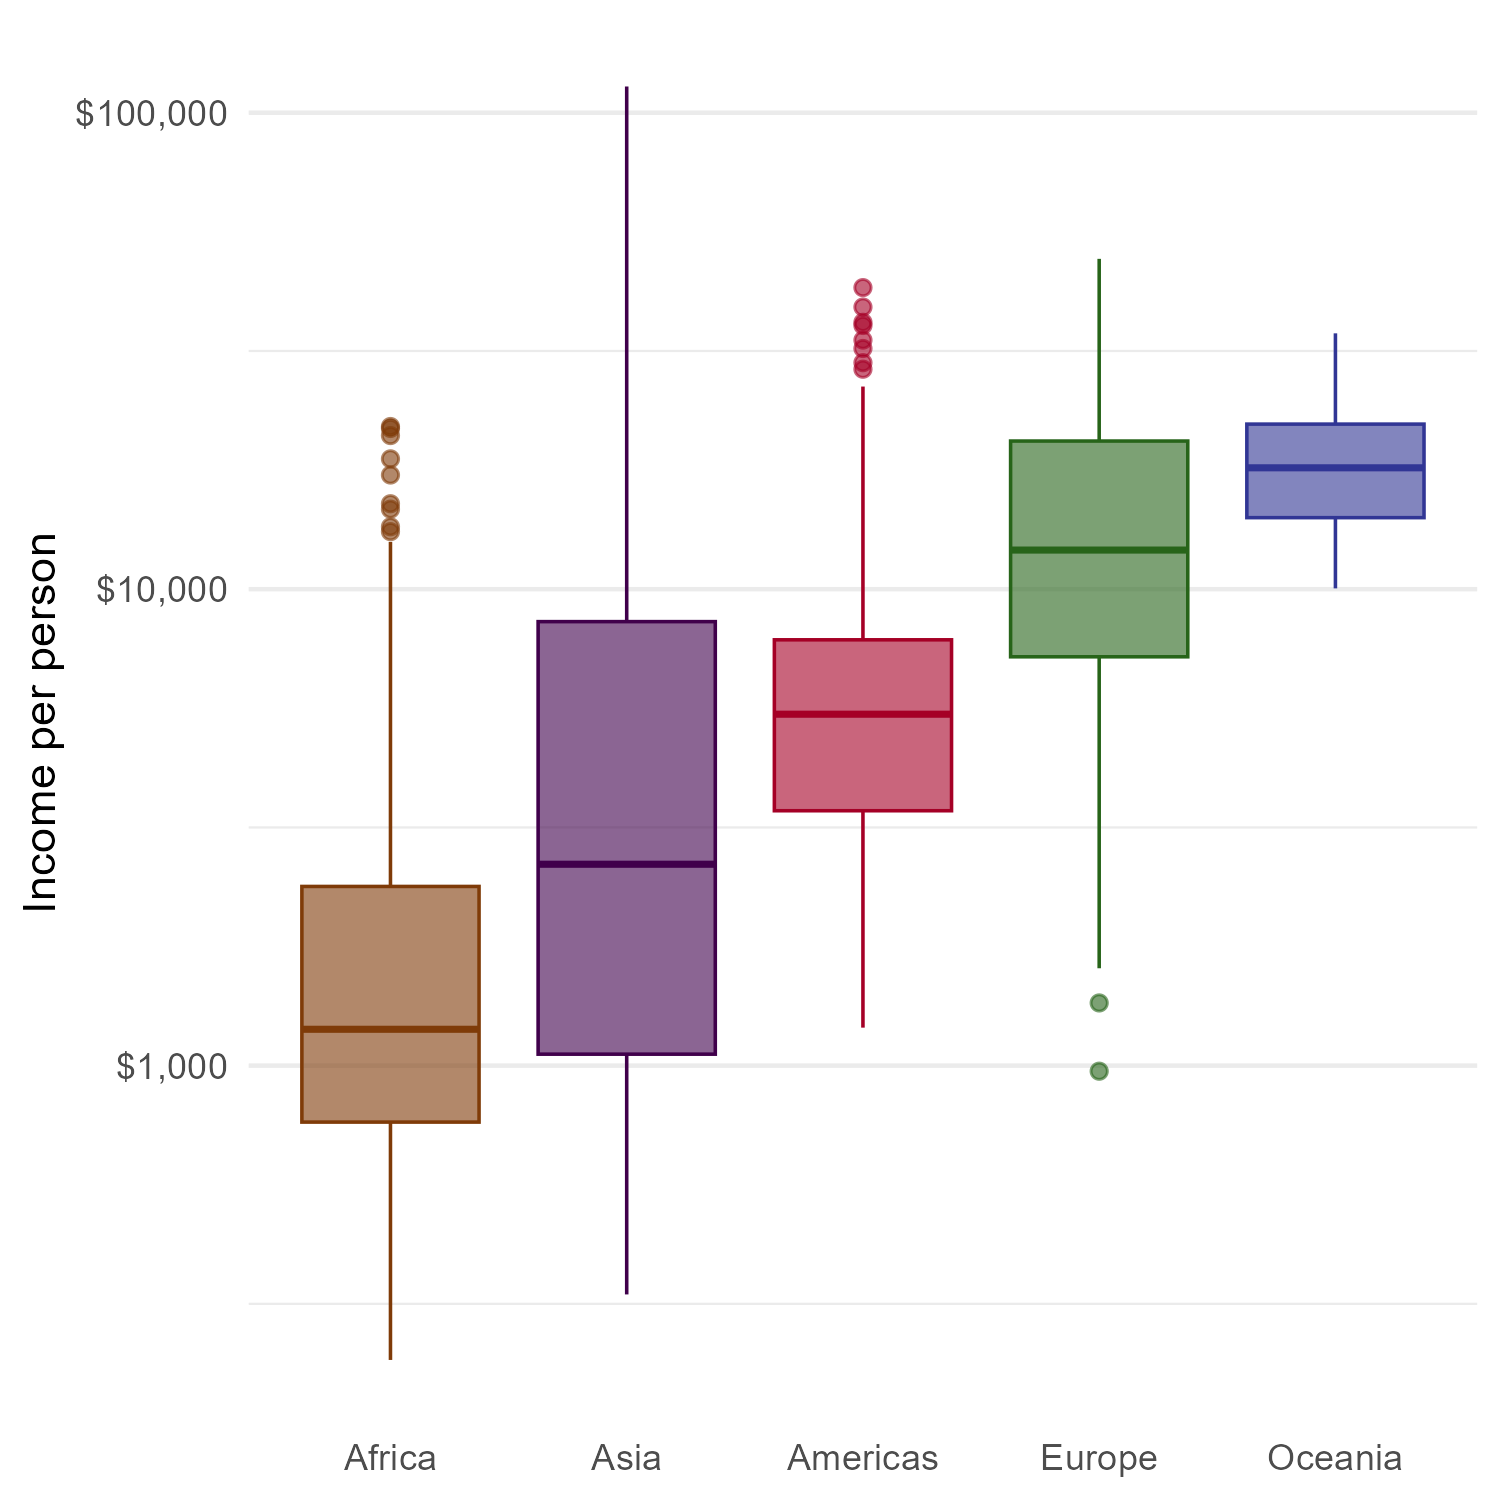 $100,000
$10,000
$1,000
Income per person
Africa Asia Americas Europe Oceania